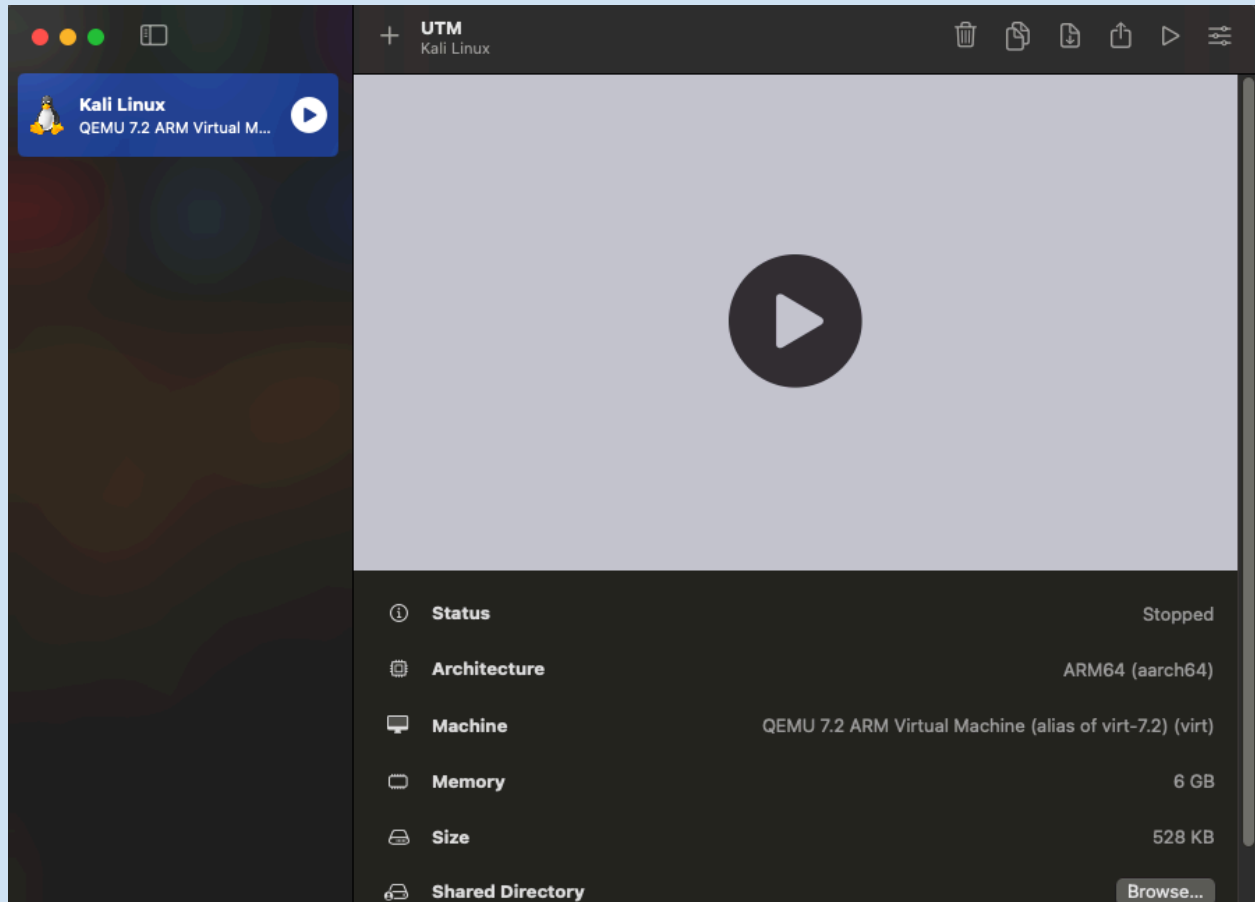 UTM
Kali Linux
Kali Linux
QEMU 7.2 ARM Virtual M...
Status Stopped
Architecture ARM64 (aarch64)
Machine QEMU 7.2 ARM Virtual Machine (alias of virt-7.2) (virt)
Memory 6 GB
Size 528 KB
Shared Directory Browse...